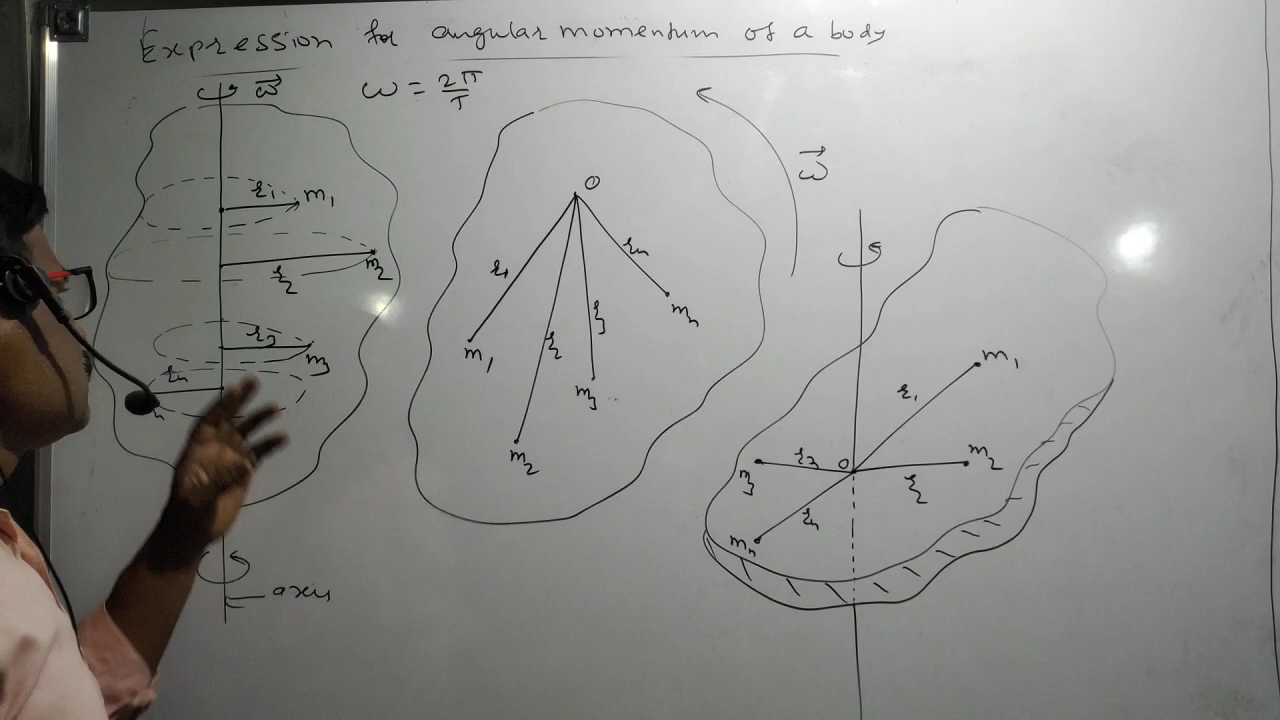 Expression for angular momentum of a body
ω⃗
ω = 2π/T
r₁
m₁
r₂
m₂
r₃
m₃
rₙ
n
axis
O
r₁
m₁
r₂
m₂
r₃
m₃
rₙ
mₙ
ω⃗
O
r₁
m₁
r₂
m₂
r₃
m₃
rₙ
mₙ